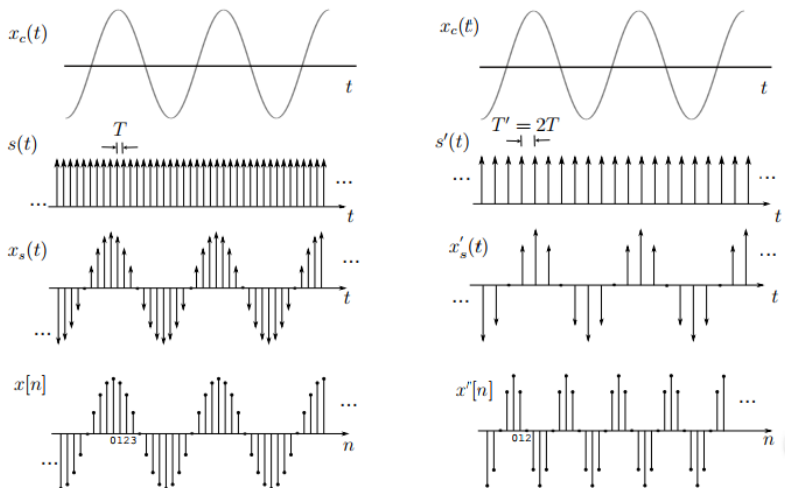 x_c(t)
t
T
s(t)
...
...
t
x_s(t)
...
...
t
x[n]
...
0123
...
n
x_c(t)
t
T' = 2T
s'(t)
...
...
t
x'_s(t)
...
...
t
x''[n]
...
012
n